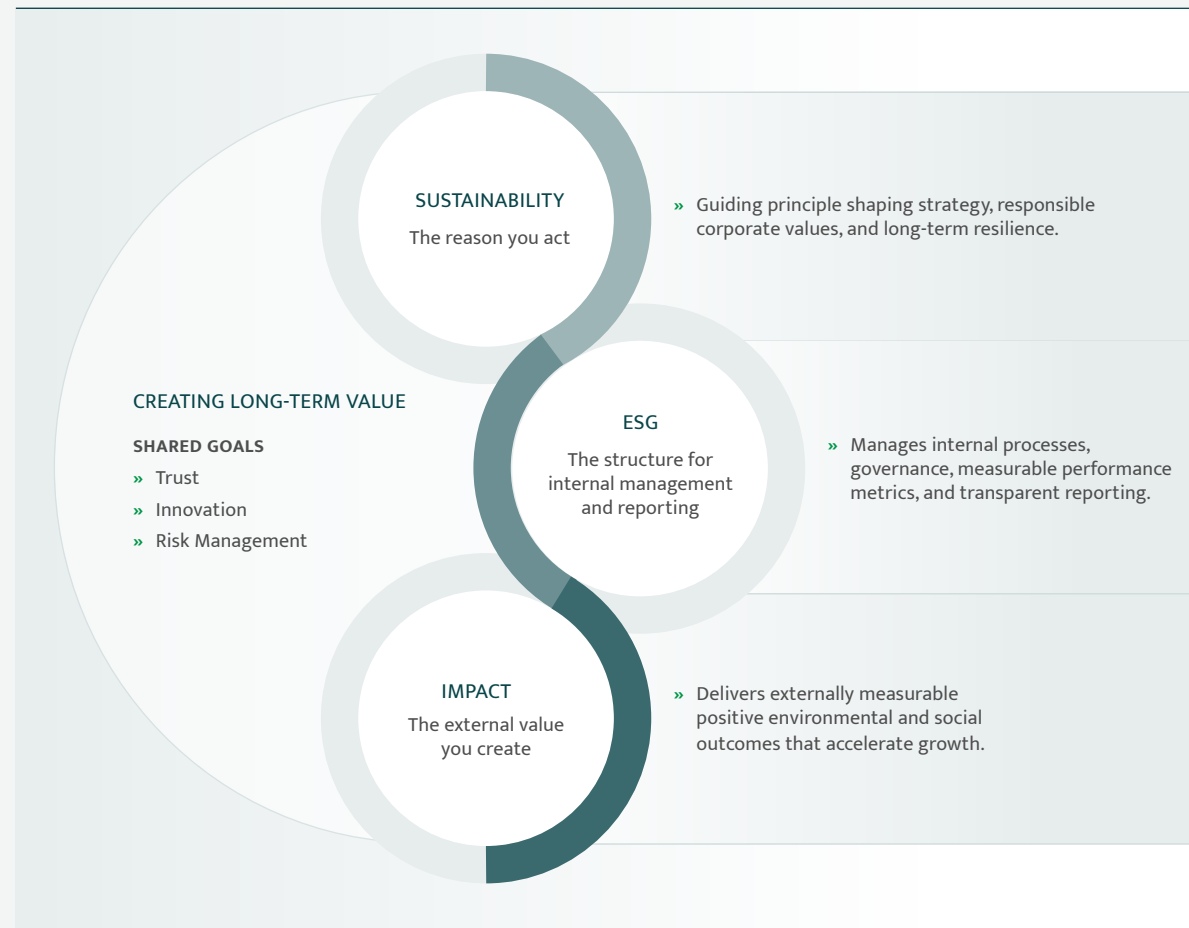 SUSTAINABILITY
The reason you act
» Guiding principle shaping strategy, responsible
corporate values, and long-term resilience.
CREATING LONG-TERM VALUE
SHARED GOALS
» Trust
» Innovation
» Risk Management
ESG
The structure for
internal management
and reporting
» Manages internal processes,
governance, measurable performance
metrics, and transparent reporting.
IMPACT
The external value
you create
» Delivers externally measurable
positive environmental and social
outcomes that accelerate growth.